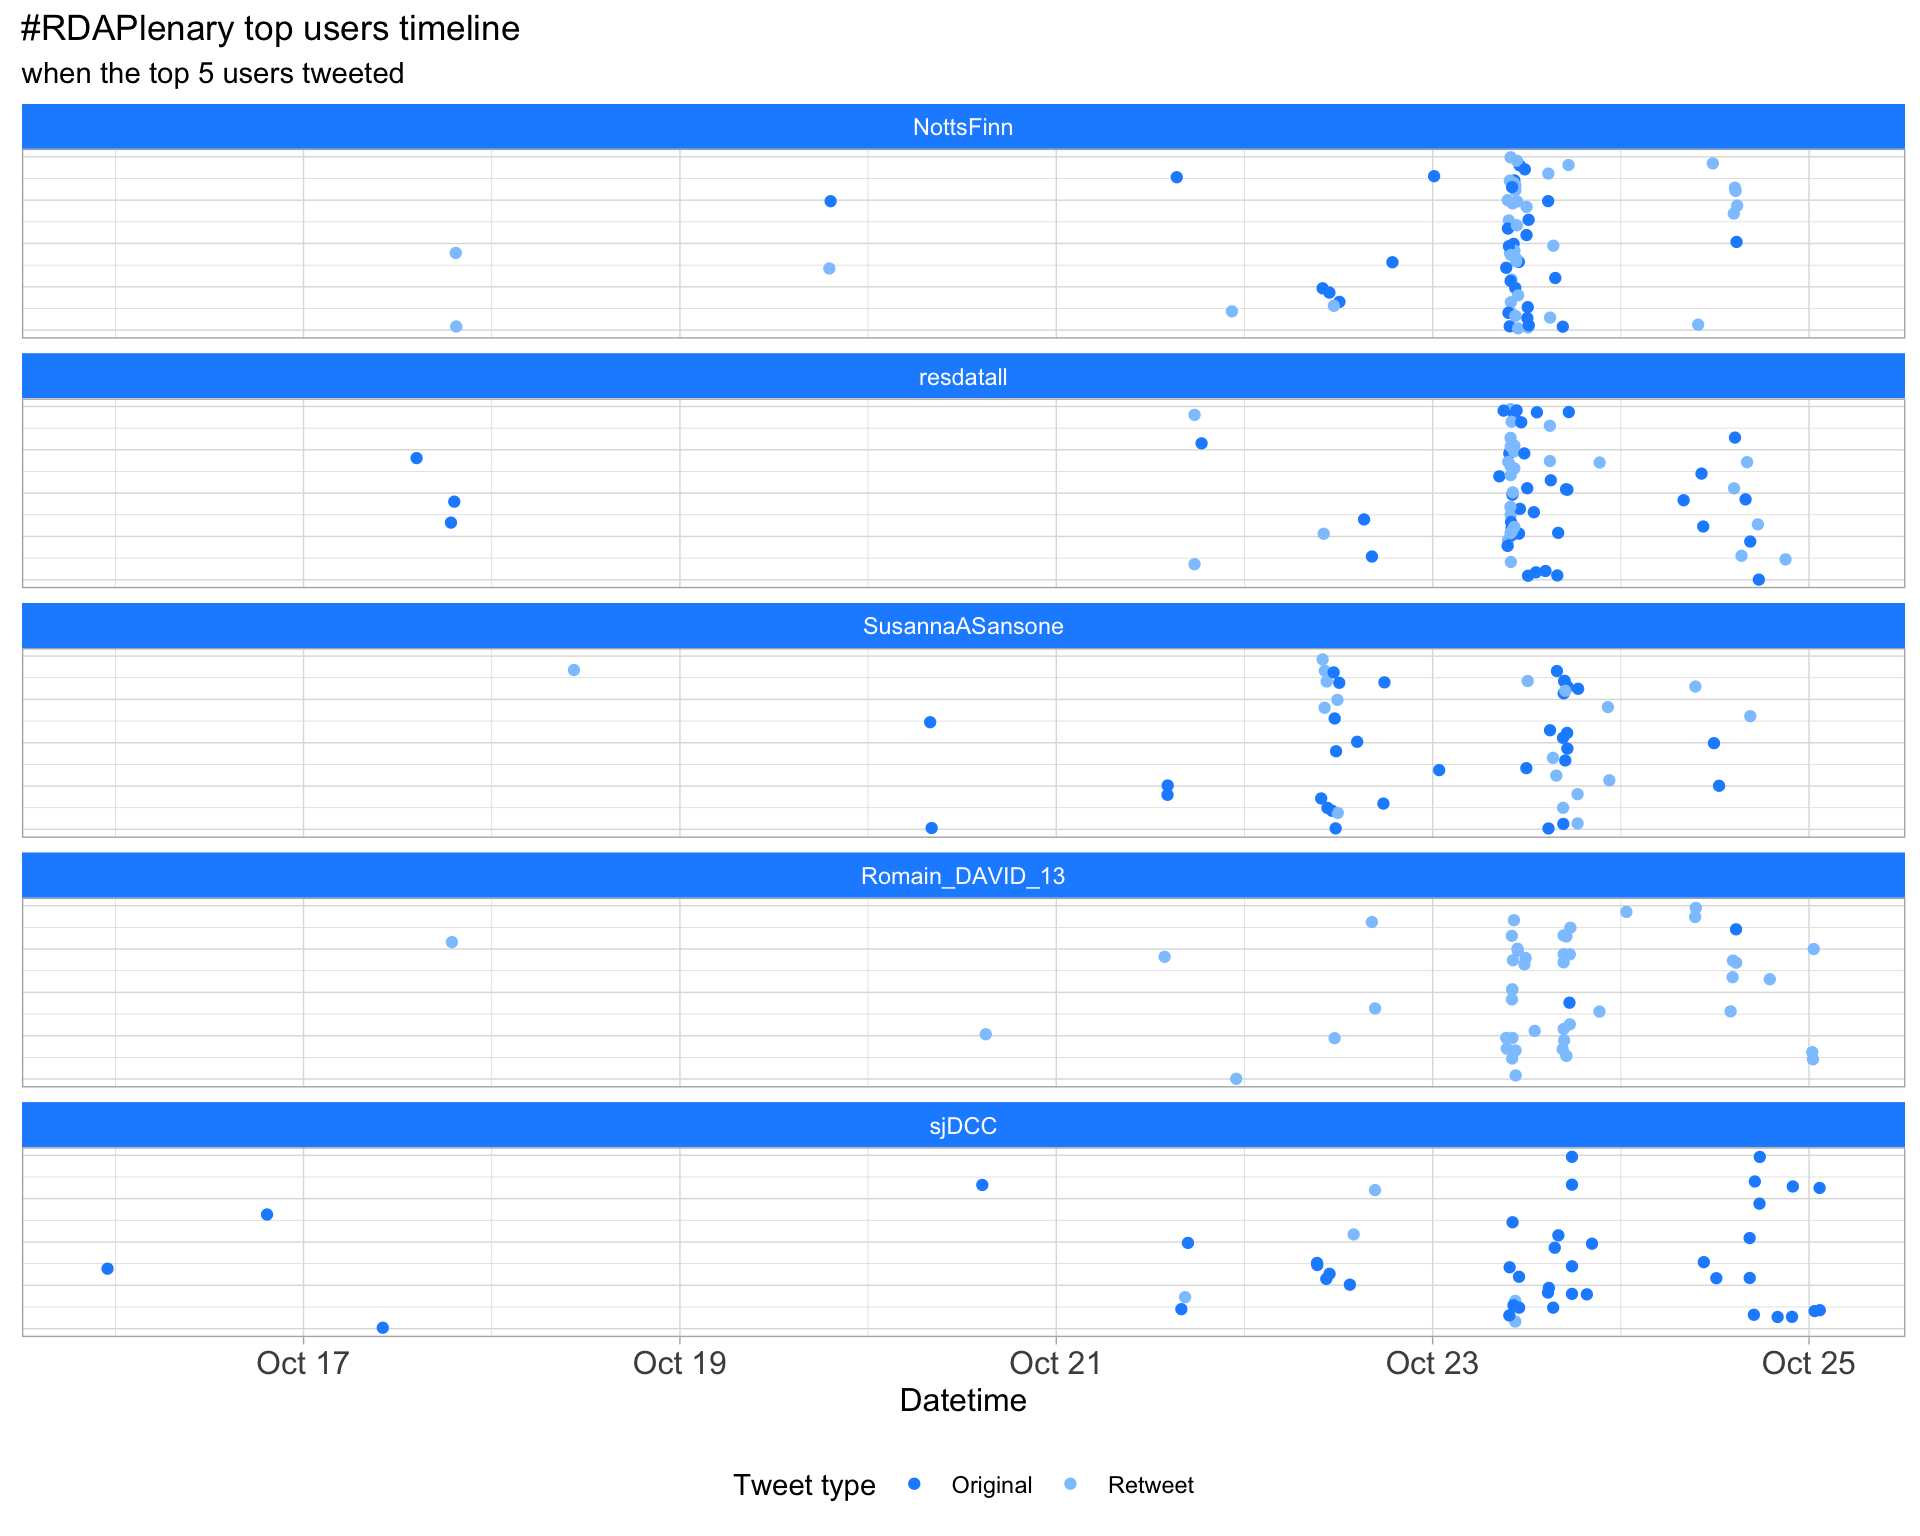 #RDAPlenary top users timeline
when the top 5 users tweeted
NottsFinn
resdatall
SusannaASansone
Romain_DAVID_13
sjDCC
Oct 17 Oct 19 Oct 21 Oct 23 Oct 25
Datetime
Tweet type Original Retweet